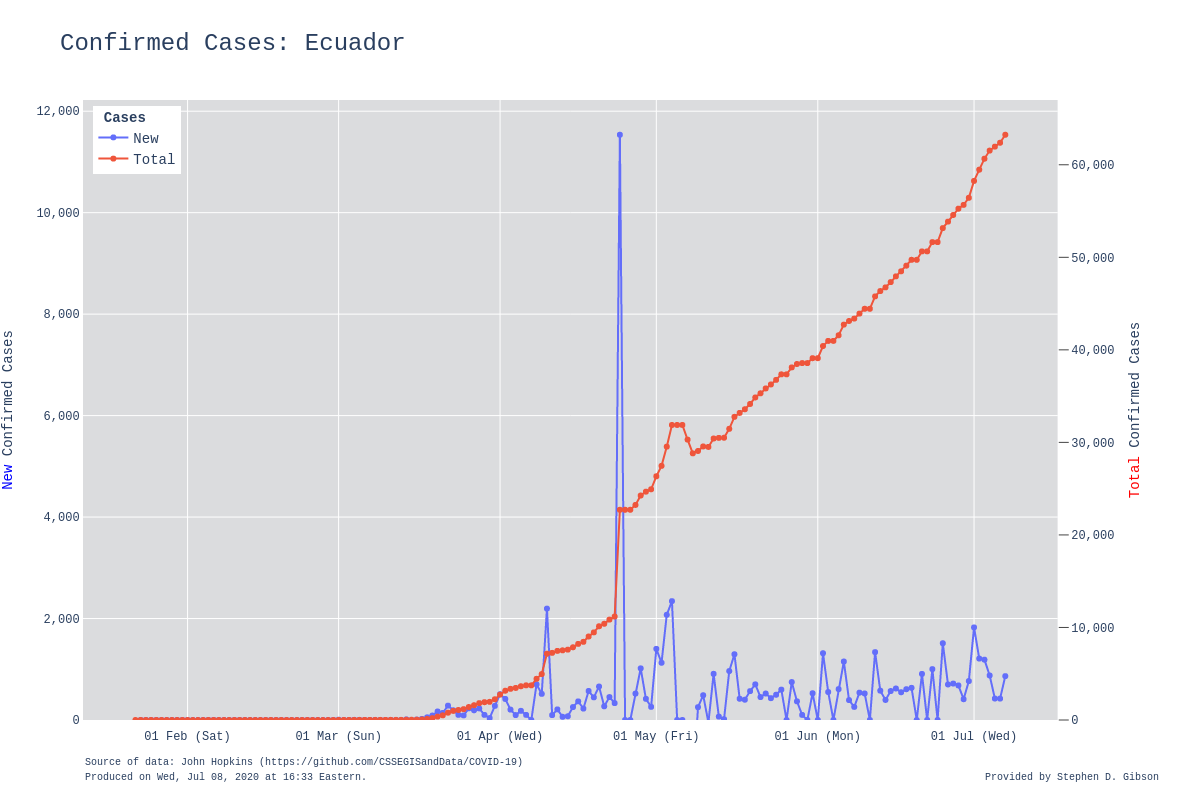 Confirmed Cases: Ecuador
Cases
New
Total
12,000
10,000
8,000
6,000
4,000
2,000
0
60,000
50,000
40,000
30,000
20,000
10,000
0
New Confirmed Cases
Total Confirmed Cases
01 Feb (Sat)
01 Mar (Sun)
01 Apr (Wed)
01 May (Fri)
01 Jun (Mon)
01 Jul (Wed)
Source of data: John Hopkins (https://github.com/CSSEGISandData/COVID-19)
Produced on Wed, Jul 08, 2020 at 16:33 Eastern.
Provided by Stephen D. Gibson